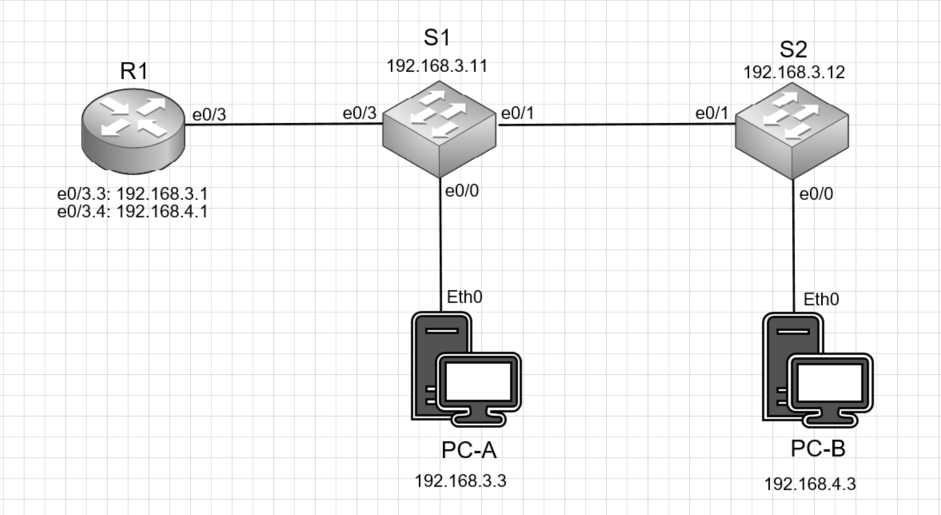 S1
192.168.3.11
S2
192.168.3.12
R1
e0/3
e0/3
e0/1
e0/1
e0/3.3: 192.168.3.1
e0/3.4: 192.168.4.1
e0/0
e0/0
Eth0
Eth0
PC-A
192.168.3.3
PC-B
192.168.4.3